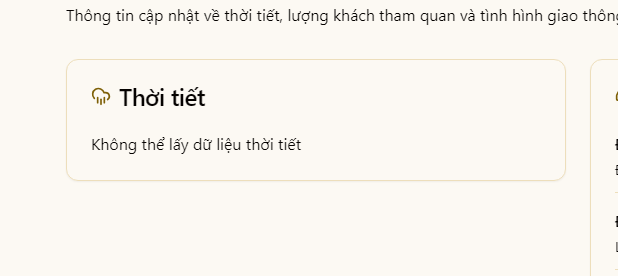 Thông tin cập nhật về thời tiết, lượng khách tham quan và tình hình giao thông
Thời tiết
Không thể lấy dữ liệu thời tiết